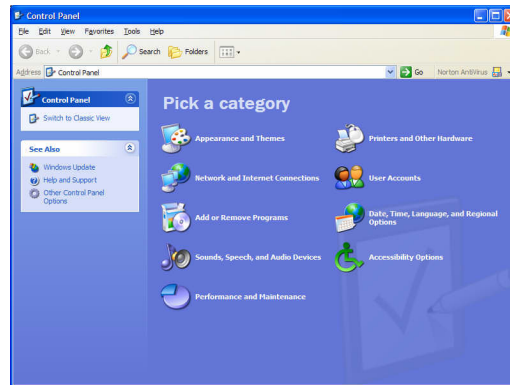 Control Panel
File Edit View Favorites Tools Help
Back Search Folders
Address Control Panel Go Norton AntiVirus
Control Panel
Switch to Classic View
See Also
Windows Update
Help and Support
Other Control Panel
Options
Pick a category
Appearance and Themes
Printers and Other Hardware
Network and Internet Connections
User Accounts
Add or Remove Programs
Date, Time, Language, and Regional
Options
Sounds, Speech, and Audio Devices
Accessibility Options
Performance and Maintenance